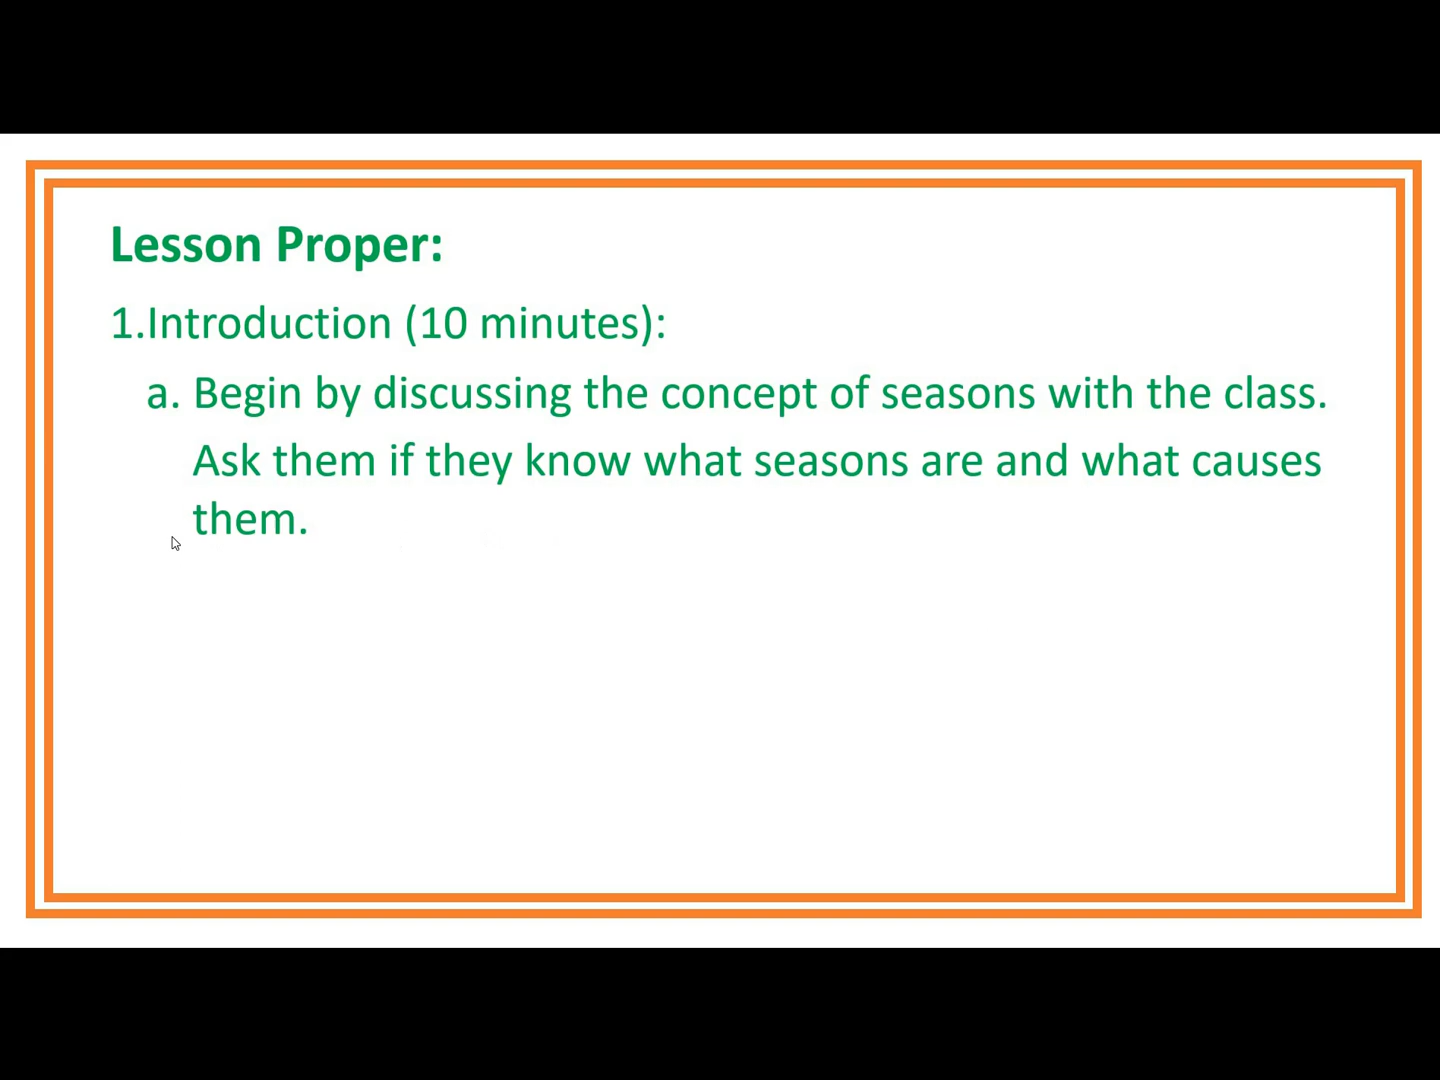 Lesson Proper:
1.Introduction (10 minutes):
a. Begin by discussing the concept of seasons with the class.
Ask them if they know what seasons are and what causes
them.